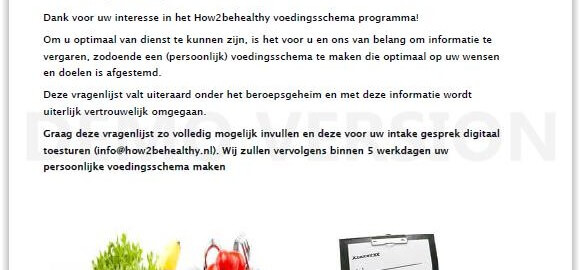 Dank voor uw interesse in het How2behealthy voedingsschema programma!
Om u optimaal van dienst te kunnen zijn, is het voor u en ons van belang om informatie te
vergaren, zodoende een (persoonlijk) voedingsschema te maken die optimaal op uw wensen
en doelen is afgestemd.
Deze vragenlijst valt uiteraard onder het beroepsgeheim en met deze informatie wordt
uiterlijk vertrouwelijk omgegaan.
Graag deze vragenlijst zo volledig mogelijk invullen en deze voor uw intake gesprek digitaal
toesturen (info@how2behealthy.nl). Wij zullen vervolgens binnen 5 werkdagen uw
persoonlijke voedingsschema maken